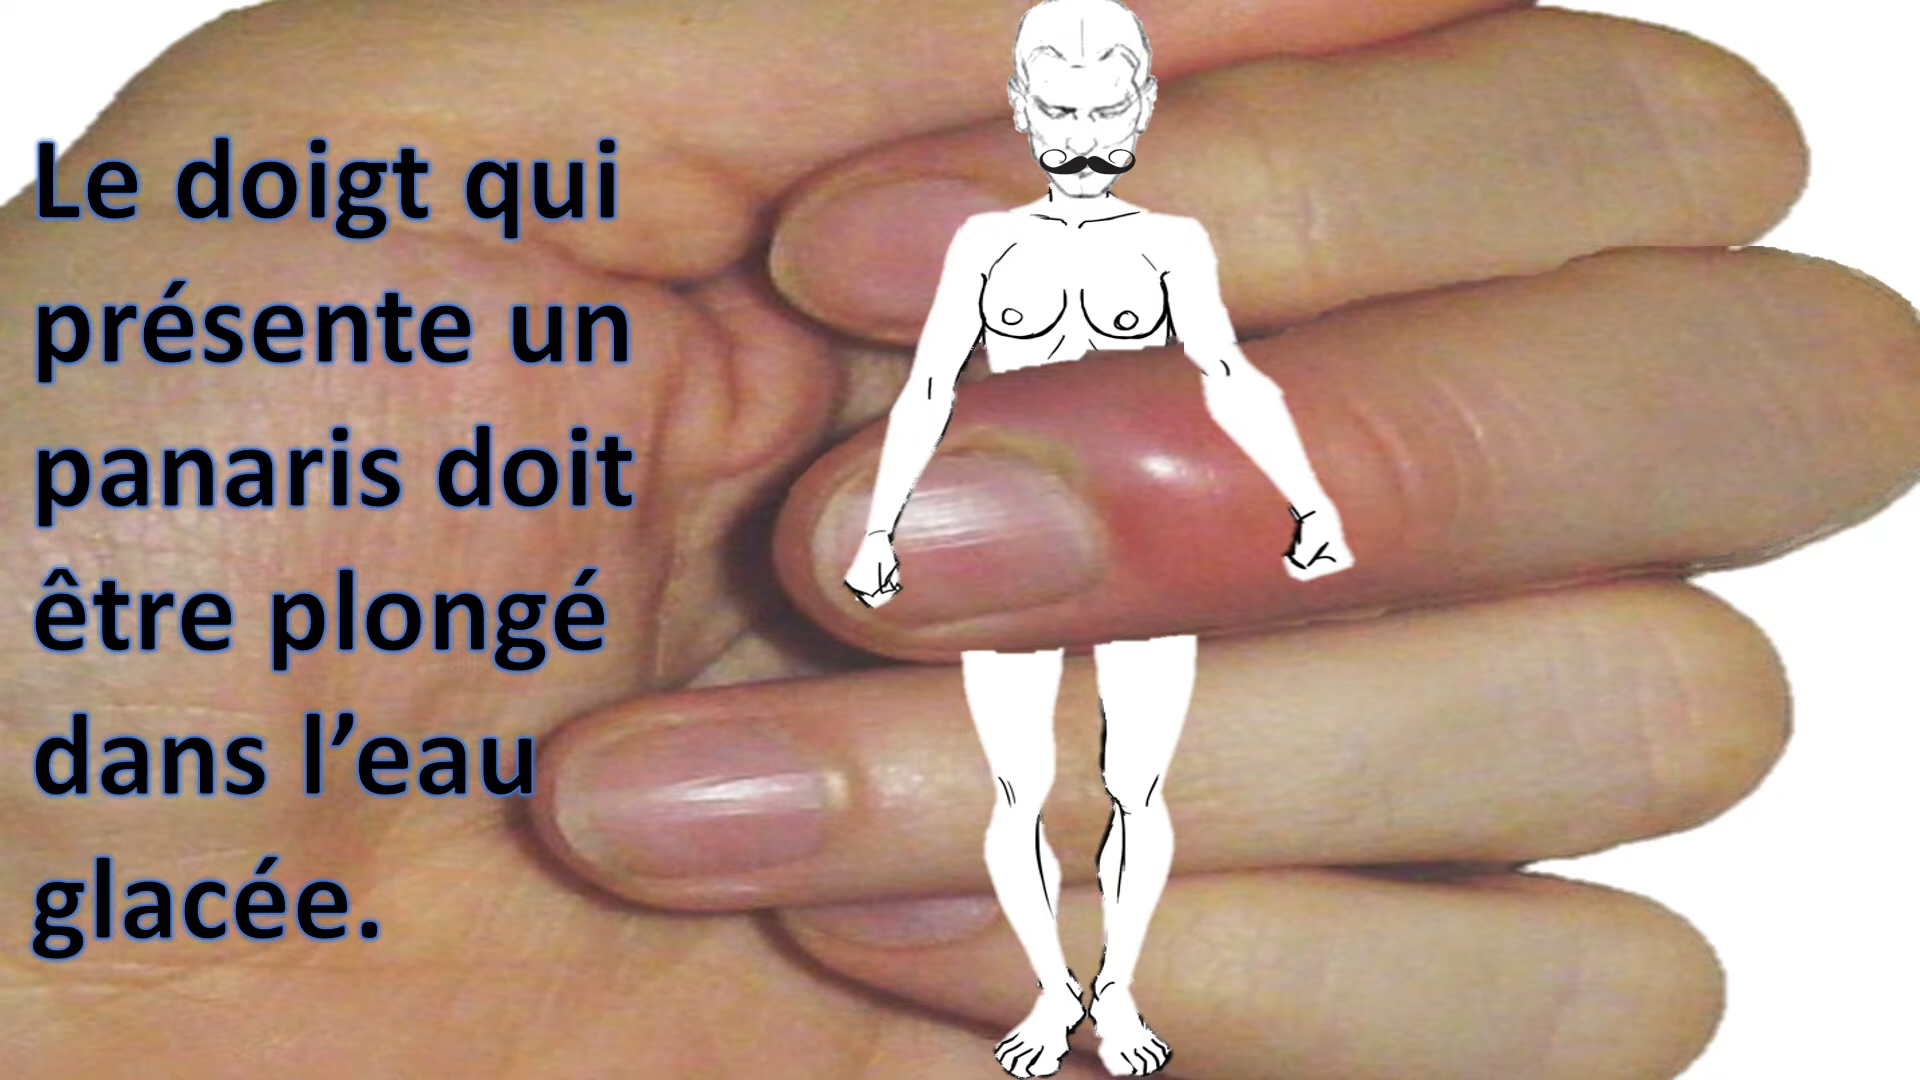 Le doigt qui
présente un
panaris doit
être plongé
dans l’eau
glacée.